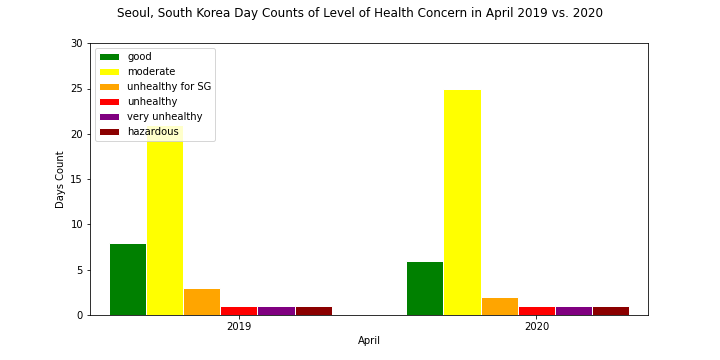 Seoul, South Korea Day Counts of Level of Health Concern in April 2019 vs. 2020
30
25
20
15
10
5
0
Days Count
good
moderate
unhealthy for SG
unhealthy
very unhealthy
hazardous
2019
2020
April